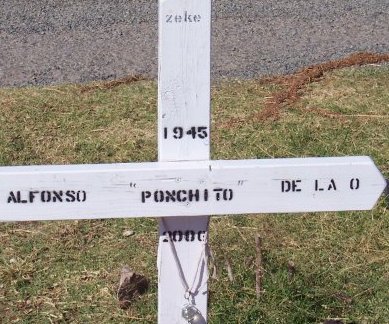 zeke
1945
ALFONSO "PONCHITO" DE LA O
2006